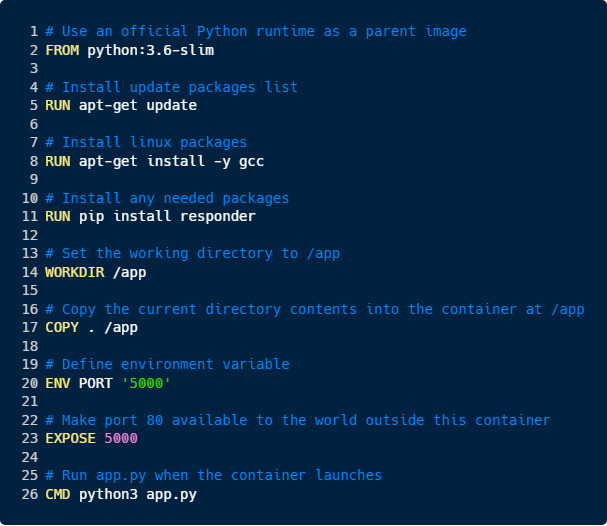 1 # Use an official Python runtime as a parent image
2 FROM python:3.6-slim
3
4 # Install update packages list
5 RUN apt-get update
6
7 # Install linux packages
8 RUN apt-get install -y gcc
9
10 # Install any needed packages
11 RUN pip install responder
12
13 # Set the working directory to /app
14 WORKDIR /app
15
16 # Copy the current directory contents into the container at /app
17 COPY . /app
18
19 # Define environment variable
20 ENV PORT '5000'
21
22 # Make port 80 available to the world outside this container
23 EXPOSE 5000
24
25 # Run app.py when the container launches
26 CMD python3 app.py